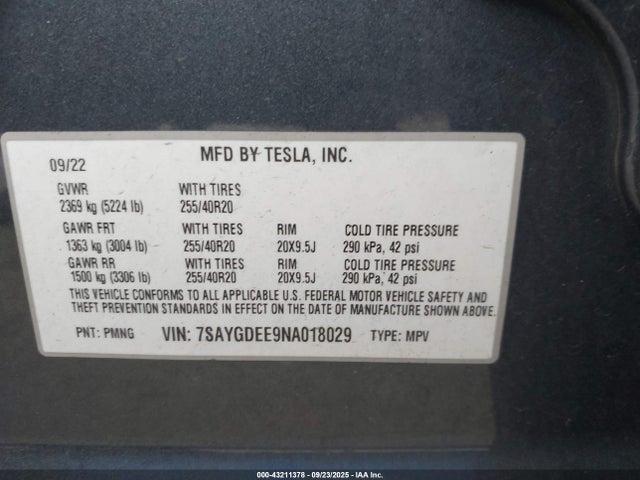 MFD BY TESLA, INC.
09/22
GVWR WITH TIRES
2369 kg (5224 lb) 255/40R20
GAWR FRT WITH TIRES RIM COLD TIRE PRESSURE
1363 kg (3004 lb) 255/40R20 20X9.5J 290 kPa, 42 psi
GAWR RR WITH TIRES RIM COLD TIRE PRESSURE
1500 kg (3306 lb) 255/40R20 20X9.5J 290 kPa, 42 psi
THIS VEHICLE CONFORMS TO ALL APPLICABLE U.S. FEDERAL MOTOR VEHICLE SAFETY AND
THEFT PREVENTION STANDARDS IN EFFECT ON THE DATE OF MANUFACTURE SHOWN ABOVE.
PNT: PMNG VIN: 7SAYGDEE9NA018029 TYPE: MPV
000-43211378 - 09/23/2025 - IAA Inc.